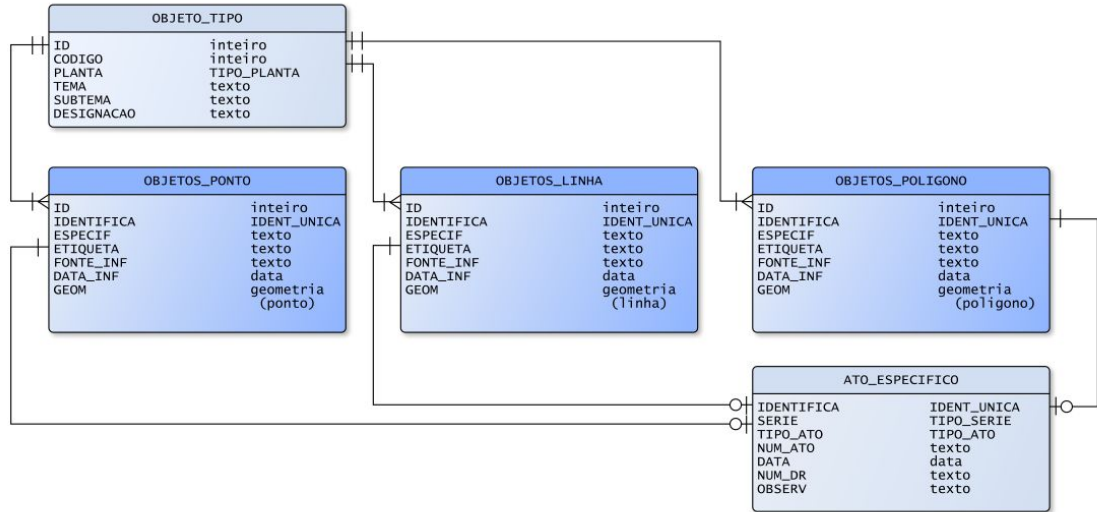 OBJETO_TIPO
ID inteiro
CODIGO inteiro
PLANTA TIPO_PLANTA
TEMA texto
SUBTEMA texto
DESIGNACAO texto
OBJETOS_PONTO
ID inteiro
IDENTIFICA IDENT_UNICA
ESPECIF texto
ETIQUETA texto
FONTE_INF texto
DATA_INF data
GEOM geometria
(ponto)
OBJETOS_LINHA
ID inteiro
IDENTIFICA IDENT_UNICA
ESPECIF texto
ETIQUETA texto
FONTE_INF texto
DATA_INF data
GEOM geometria
(linha)
OBJETOS_POLIGONO
ID inteiro
IDENTIFICA IDENT_UNICA
ESPECIF texto
ETIQUETA texto
FONTE_INF texto
DATA_INF data
GEOM geometria
(poligono)
ATO_ESPECIFICO
IDENTIFICA IDENT_UNICA
SERIE TIPO_SERIE
TIPO_ATO TIPO_ATO
NUM_ATO texto
DATA data
NUM_DR texto
OBSERV texto